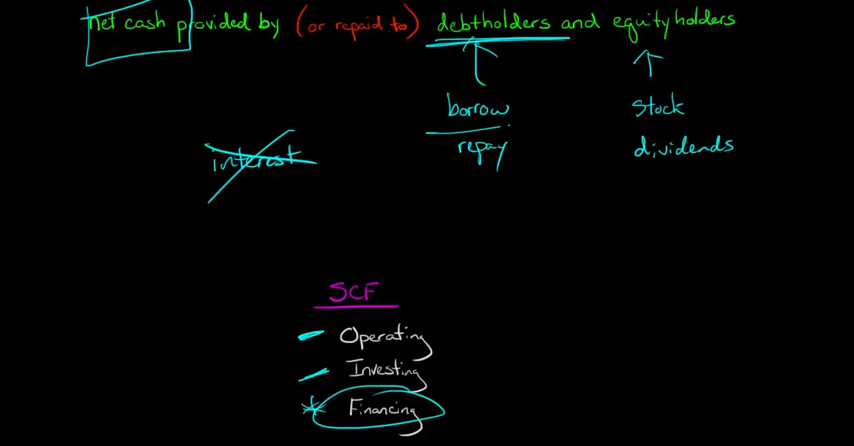 net cash provided by (or repaid to) debtholders and equityholders
borrow
stock
repay
dividends
interest
SCF
Operating
Investing
Financing